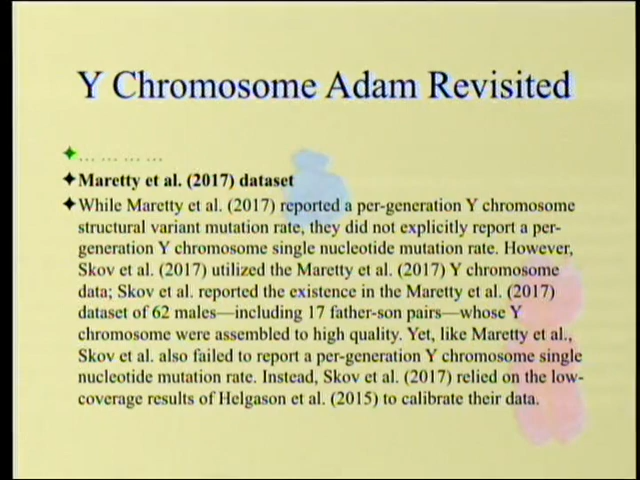 Y Chromosome Adam Revisited
… … … …
Maretty et al. (2017) dataset
While Maretty et al. (2017) reported a per-generation Y chromosome
structural variant mutation rate, they did not explicitly report a per-
generation Y chromosome single nucleotide mutation rate. However,
Skov et al. (2017) utilized the Maretty et al. (2017) Y chromosome
data; Skov et al. reported the existence in the Maretty et al. (2017)
dataset of 62 males—including 17 father-son pairs—whose Y
chromosome were assembled to high quality. Yet, like Maretty et al.,
Skov et al. also failed to report a per-generation Y chromosome single
nucleotide mutation rate. Instead, Skov et al. (2017) relied on the low-
coverage results of Helgason et al. (2015) to calibrate their data.